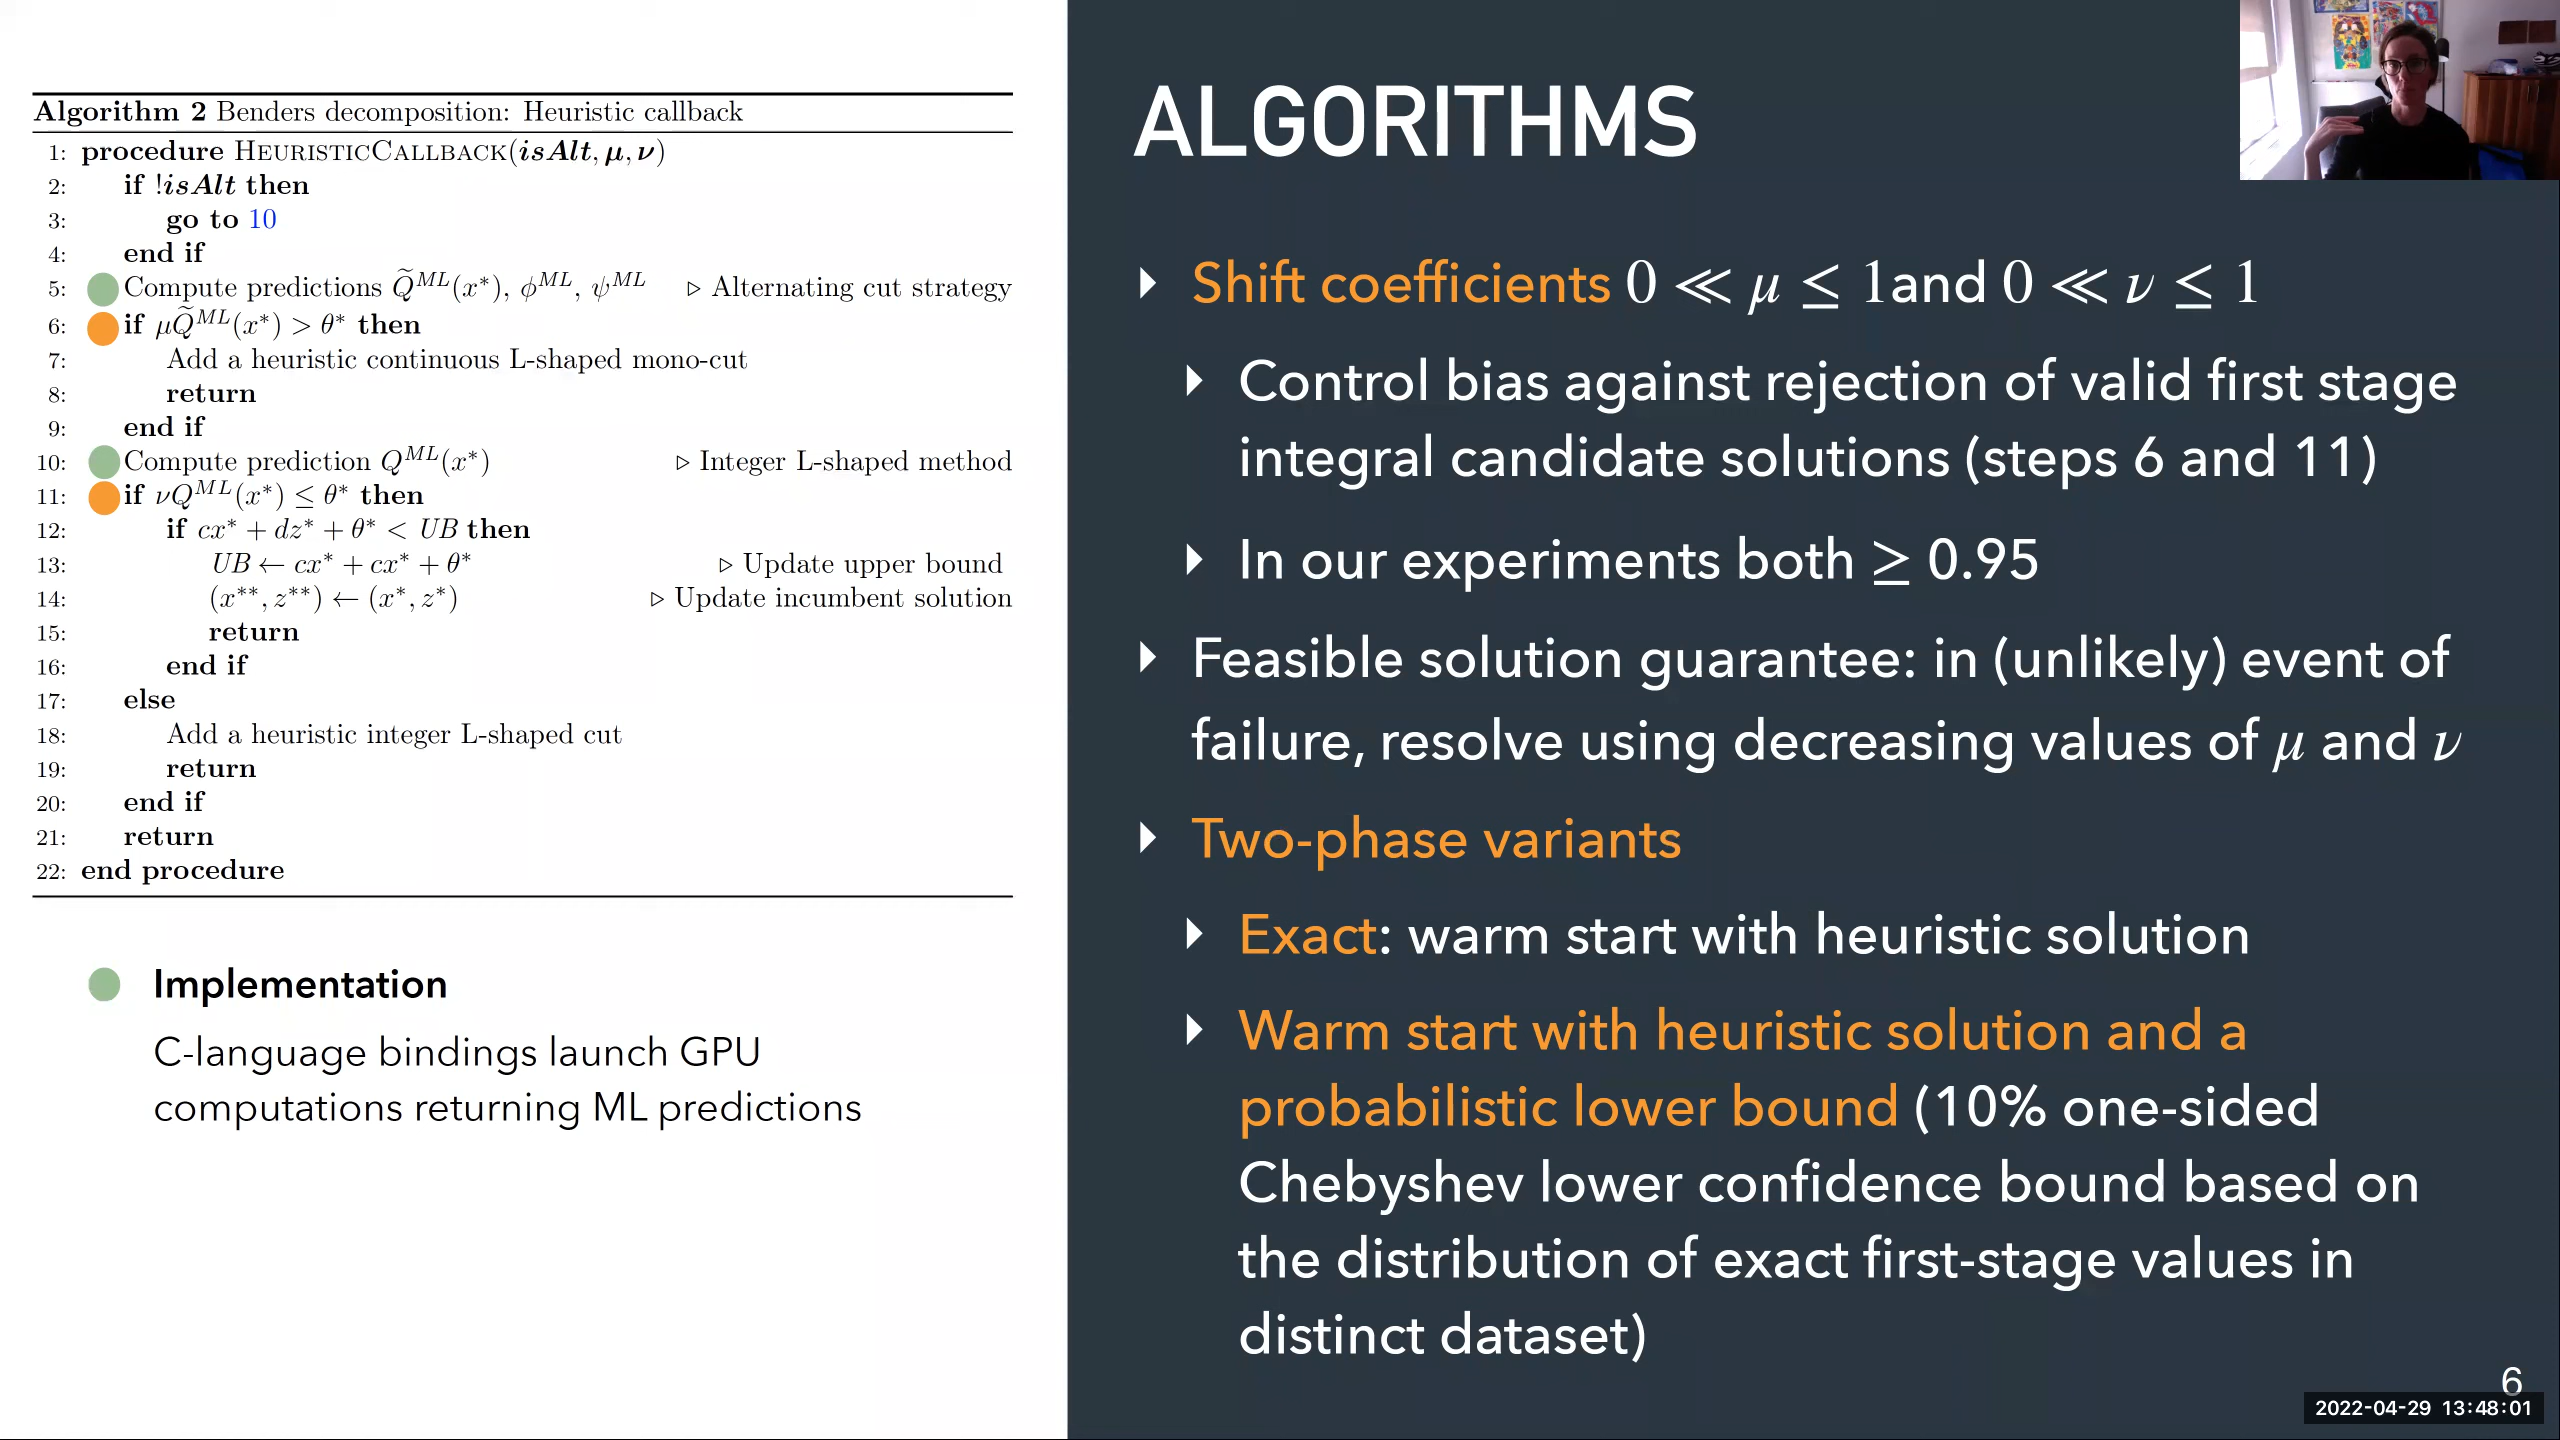 Algorithm 2 Benders decomposition: Heuristic callback
1: procedure HEURISTICCALLBACK(isAlt, μ, ν)
2: if !isAlt then
3: go to 10
4: end if
5: Compute predictions Q̃^{ML}(x*), ϕ^{ML}, ψ^{ML} ▷ Alternating cut strategy
6: if μQ̃^{ML}(x*) > θ* then
7: Add a heuristic continuous L-shaped mono-cut
8: return
9: end if
10: Compute prediction Q^{ML}(x*) ▷ Integer L-shaped method
11: if νQ^{ML}(x*) ≤ θ* then
12: if cx* + dz* + θ* < UB then
13: UB ← cx* + cx* + θ* ▷ Update upper bound
14: (x**, z**) ← (x*, z*) ▷ Update incumbent solution
15: return
16: end if
17: else
18: Add a heuristic integer L-shaped cut
19: return
20: end if
21: return
22: end procedure
Implementation
C-language bindings launch GPU
computations returning ML predictions
ALGORITHMS
Shift coefficients 0 ≪ μ ≤ 1and 0 ≪ ν ≤ 1
Control bias against rejection of valid first stage
integral candidate solutions (steps 6 and 11)
In our experiments both ≥ 0.95
Feasible solution guarantee: in (unlikely) event of
failure, resolve using decreasing values of μ and ν
Two-phase variants
Exact: warm start with heuristic solution
Warm start with heuristic solution and a
probabilistic lower bound (10% one-sided
Chebyshev lower confidence bound based on
the distribution of exact first-stage values in
distinct dataset)
6
2022-04-29 13:48:01